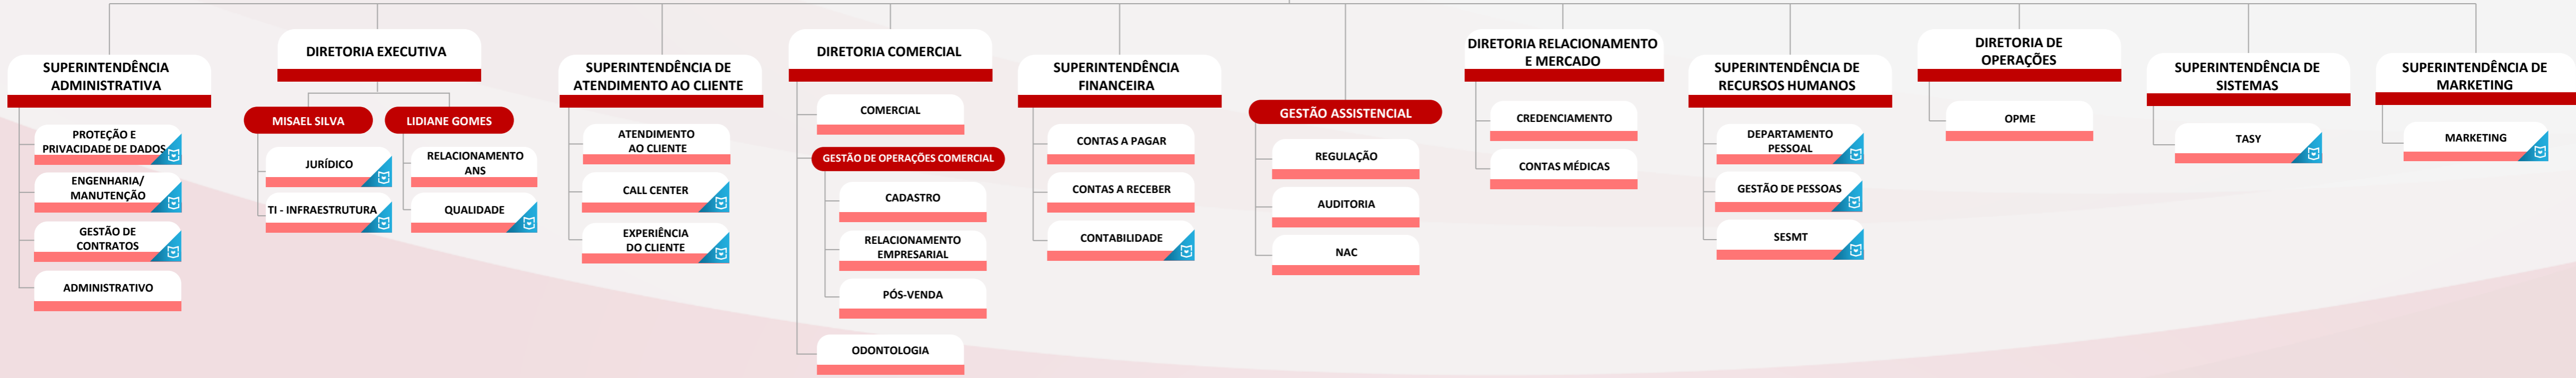 SUPERINTENDÊNCIA
ADMINISTRATIVA
PROTEÇÃO E
PRIVACIDADE DE DADOS
ENGENHARIA/
MANUTENÇÃO
GESTÃO DE
CONTRATOS
ADMINISTRATIVO
DIRETORIA EXECUTIVA
MISAEL SILVA
JURÍDICO
TI - INFRAESTRUTURA
LIDIANE GOMES
RELACIONAMENTO
ANS
QUALIDADE
SUPERINTENDÊNCIA DE
ATENDIMENTO AO CLIENTE
ATENDIMENTO
AO CLIENTE
CALL CENTER
EXPERIÊNCIA
DO CLIENTE
DIRETORIA COMERCIAL
COMERCIAL
GESTÃO DE OPERAÇÕES COMERCIAL
CADASTRO
RELACIONAMENTO
EMPRESARIAL
PÓS-VENDA
ODONTOLOGIA
SUPERINTENDÊNCIA
FINANCEIRA
CONTAS A PAGAR
CONTAS A RECEBER
CONTABILIDADE
GESTÃO ASSISTENCIAL
REGULAÇÃO
AUDITORIA
NAC
DIRETORIA RELACIONAMENTO
E MERCADO
CREDENCIAMENTO
CONTAS MÉDICAS
SUPERINTENDÊNCIA DE
RECURSOS HUMANOS
DEPARTAMENTO
PESSOAL
GESTÃO DE PESSOAS
SESMT
DIRETORIA DE
OPERAÇÕES
OPME
SUPERINTENDÊNCIA DE
SISTEMAS
TASY
SUPERINTENDÊNCIA DE
MARKETING
MARKETING